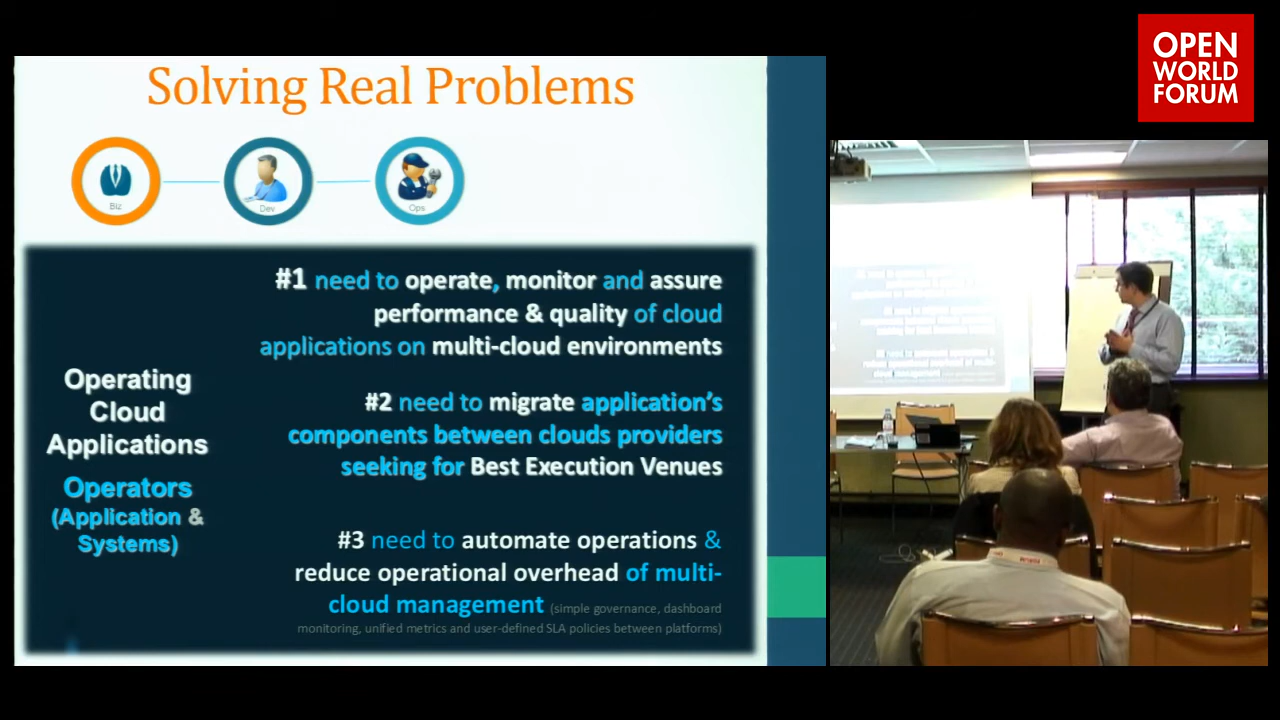 Solving Real Problems
Biz
Dev
Ops
#1 need to operate, monitor and assure
performance & quality of cloud
applications on multi-cloud environments
#2 need to migrate application's
components between clouds providers
seeking for Best Execution Venues
#3 need to automate operations &
reduce operational overhead of multi-
cloud management (simple governance, dashboard
monitoring, unified metrics and user-defined SLA policies between platforms)
Operating
Cloud
Applications
Operators
(Application &
Systems)
OPEN
WORLD
FORUM